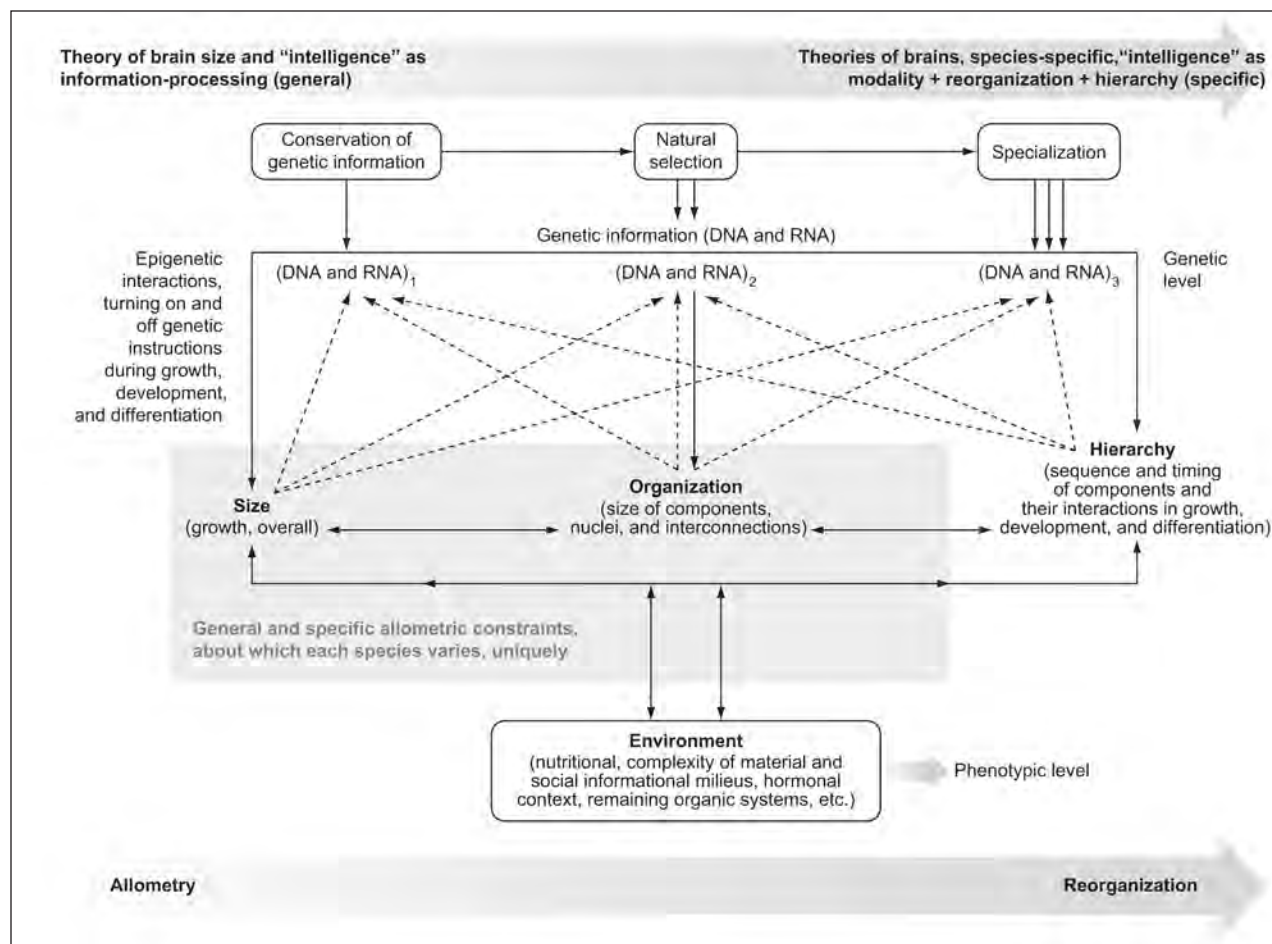 Theory of brain size and “intelligence” as
information-processing (general)
Theories of brains, species-specific,“intelligence” as
modality + reorganization + hierarchy (specific)
Conservation of
genetic information
Natural
selection
Specialization
Genetic information (DNA and RNA)
Epigenetic
interactions,
turning on and
off genetic
instructions
during growth,
development,
and differentiation
(DNA and RNA)1
(DNA and RNA)2
(DNA and RNA)3
Genetic
level
Size
(growth, overall)
Organization
(size of components,
nuclei, and interconnections)
Hierarchy
(sequence and timing
of components and
their interactions in growth,
development, and differentiation)
General and specific allometric constraints,
about which each species varies, uniquely
Environment
(nutritional, complexity of material and
social informational milieus, hormonal
context, remaining organic systems, etc.)
Phenotypic level
Allometry
Reorganization